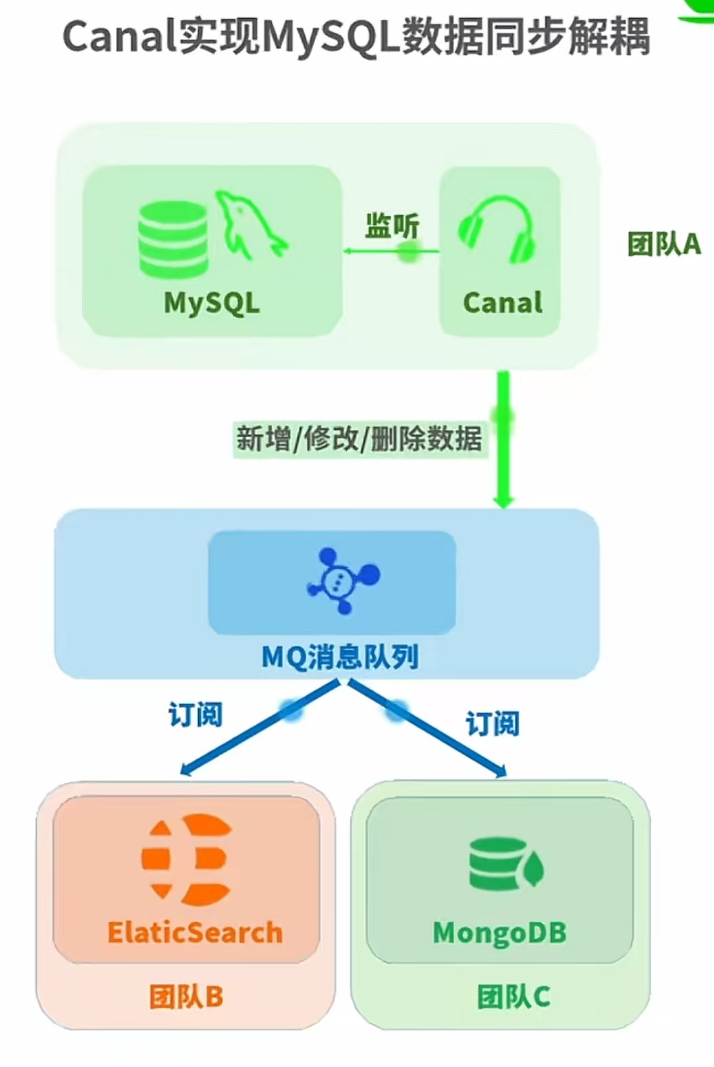 Canal实现MySQL数据同步解耦
监听
团队A
MySQL
Canal
新增/修改/删除数据
MQ消息队列
订阅
订阅
ElaticSearch
MongoDB
团队B
团队C